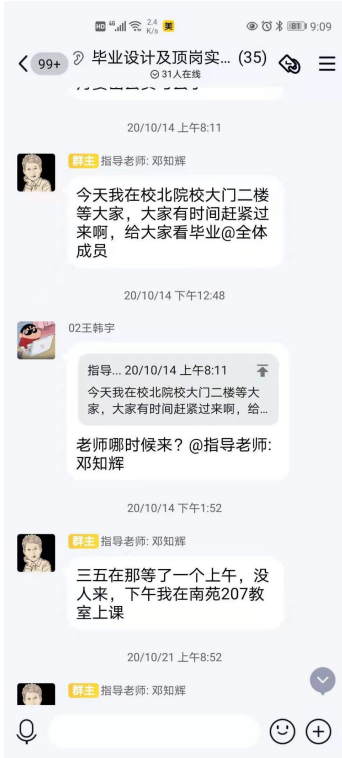 HD 46 2.4 K/s 美 81 9:09
99+ 毕业设计及顶岗实... (35)
31人在线
20/10/14 上午8:11
群主 指导老师: 邓知辉
今天我在校北院校大门二楼
等大家，大家有时间赶紧过
来啊，给大家看毕业@全体
成员
20/10/14 下午12:48
02王韩宇
指导... 20/10/14 上午8:11
今天我在校北院校大门二楼等大
家，大家有时间赶紧过来啊，给...
老师哪时候来？@指导老师:
邓知辉
20/10/14 下午1:52
群主 指导老师: 邓知辉
三五在那等了一个上午，没
人来，下午我在南苑207教
室上课
20/10/21 上午8:52
群主 指导老师: 邓知辉